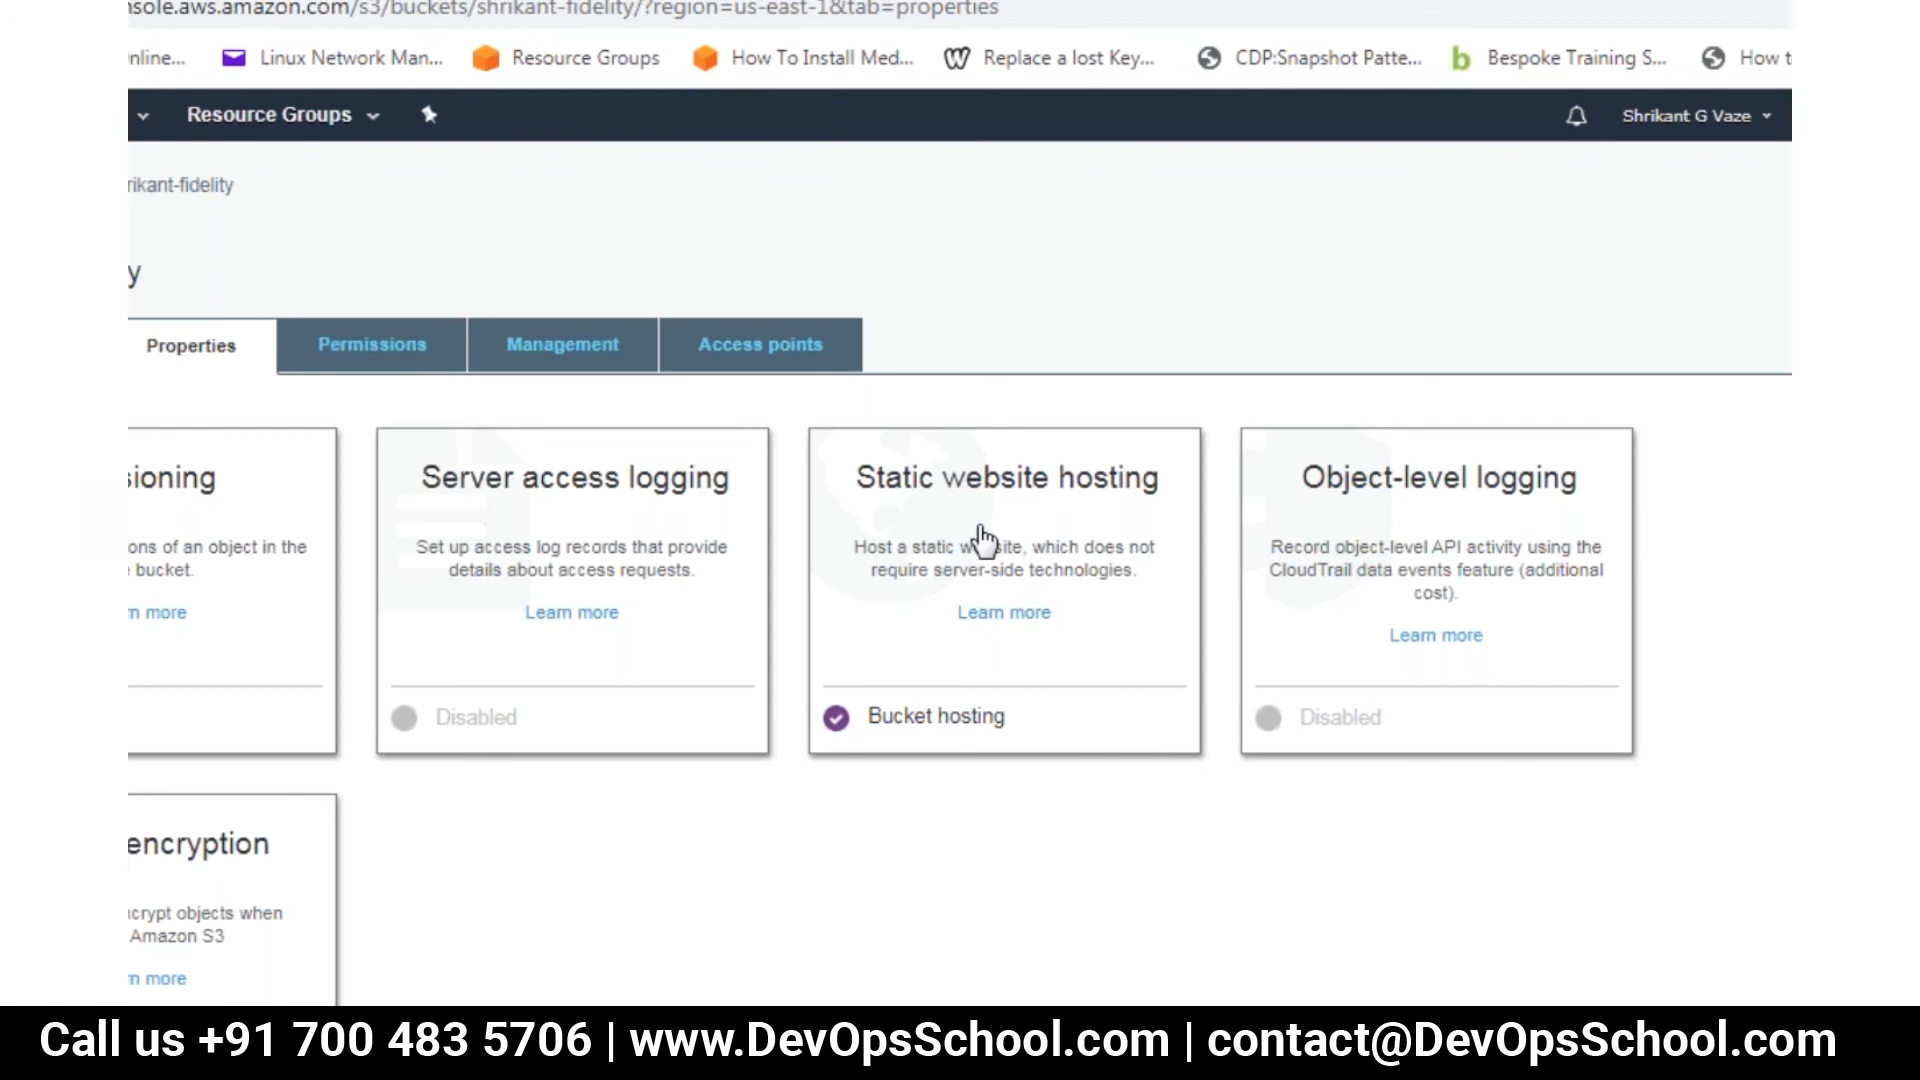 nsole.aws.amazon.com/s3/buckets/shrikant-fidelity/?region=us-east-1&tab=properties
nline... Linux Network Man... Resource Groups How To Install Med... Replace a lost Key... CDP:Snapshot Patte... Bespoke Training S... How t
Resource Groups Shrikant G Vaze
rikant-fidelity
y
Properties Permissions Management Access points
sioning
ons of an object in the
bucket.
n more
Server access logging
Set up access log records that provide
details about access requests.
Learn more
Disabled
Static website hosting
Host a static website, which does not
require server-side technologies.
Learn more
Bucket hosting
Object-level logging
Record object-level API activity using the
CloudTrail data events feature (additional
cost).
Learn more
Disabled
encryption
ncrypt objects when
Amazon S3
n more
Call us +91 700 483 5706 | www.DevOpsSchool.com | contact@DevOpsSchool.com